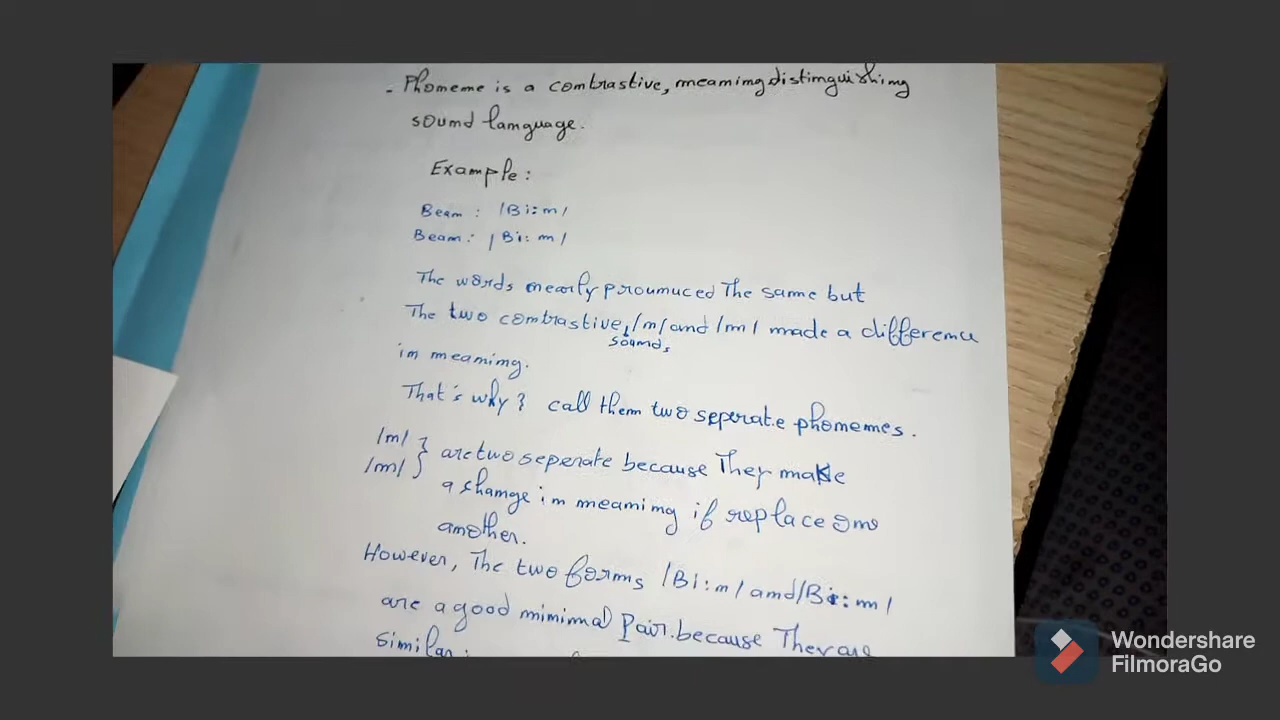 - Phoneme is a contrastive, meaning distinguishing
sound language.
Example:
Beam : /Bi:m/
Bean : /Bi:n/
The words nearly prounuced The same but
The two contrastive, /m/ and /n/ made a difference
sounds
in meaning.
That's why? call them two seperate phonemes.
/m/
/n/ } are two seperate because They make
a change in meaning if replace one
another.
However, The two forms /Bi:m/ and /Bi:n/
are a good minimal Pair. because They are
similar
Wondershare
FilmoraGo